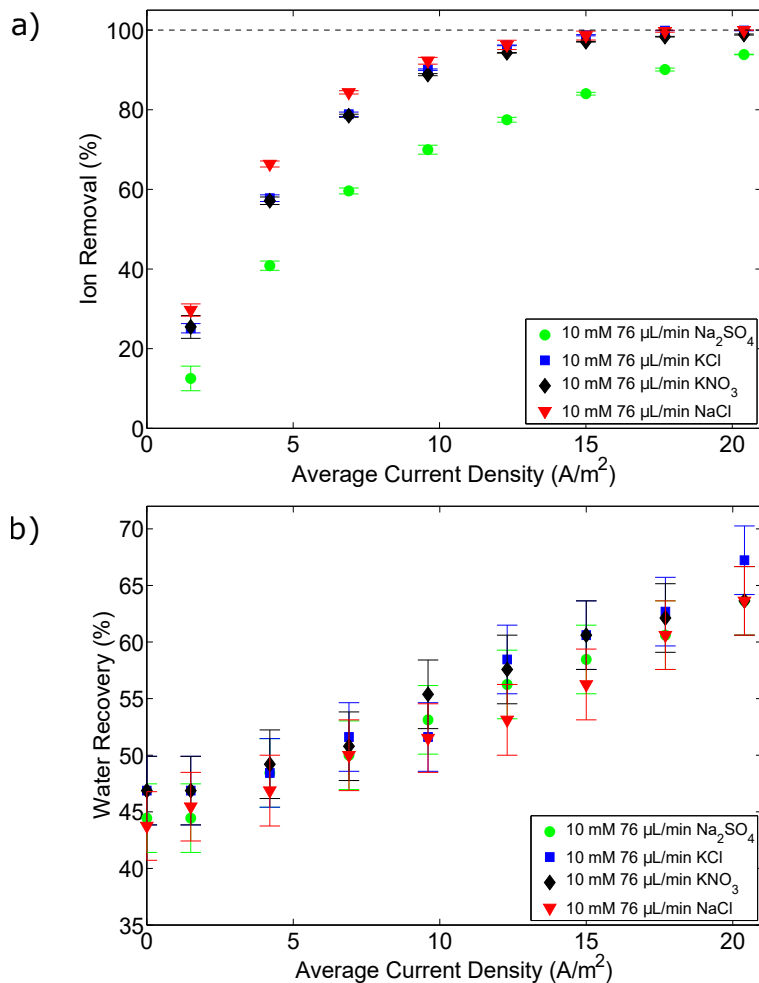 a)
100
80
60
40
20
0
Ion Removal (%)
10 mM 76 µL/min Na₂SO₄
10 mM 76 µL/min KCl
10 mM 76 µL/min KNO₃
10 mM 76 µL/min NaCl
0 5 10 15 20
Average Current Density (A/m²)
b)
70
65
60
55
50
45
40
35
Water Recovery (%)
10 mM 76 µL/min Na₂SO₄
10 mM 76 µL/min KCl
10 mM 76 µL/min KNO₃
10 mM 76 µL/min NaCl
0 5 10 15 20
Average Current Density (A/m²)